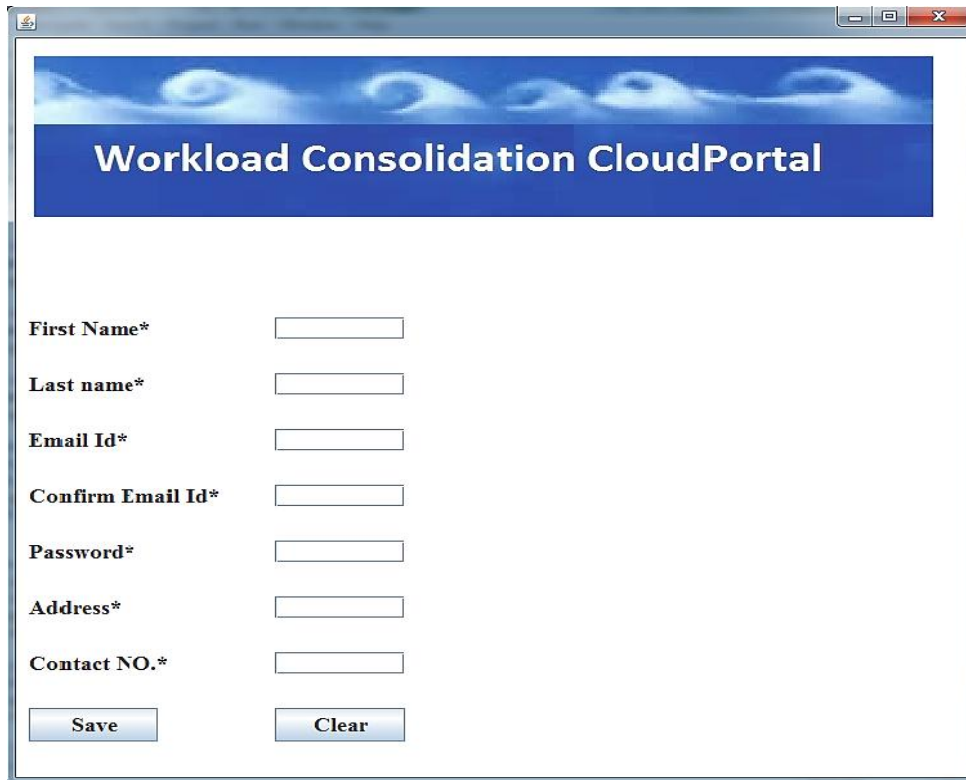 Workload Consolidation CloudPortal
First Name*
Last name*
Email Id*
Confirm Email Id*
Password*
Address*
Contact NO.*
Save Clear